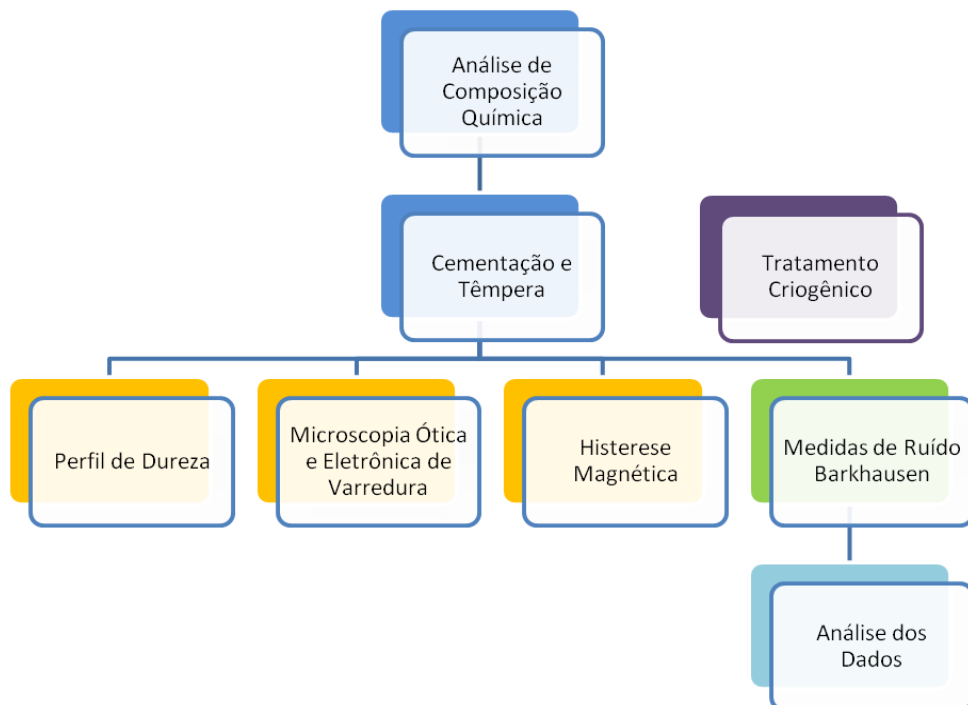 Análise de
Composição
Química
Cementação e
Têmpera
Tratamento
Criogênico
Perfil de Dureza
Microscopia Ótica
e Eletrônica de
Varredura
Histerese
Magnética
Medidas de Ruído
Barkhausen
Análise dos
Dados